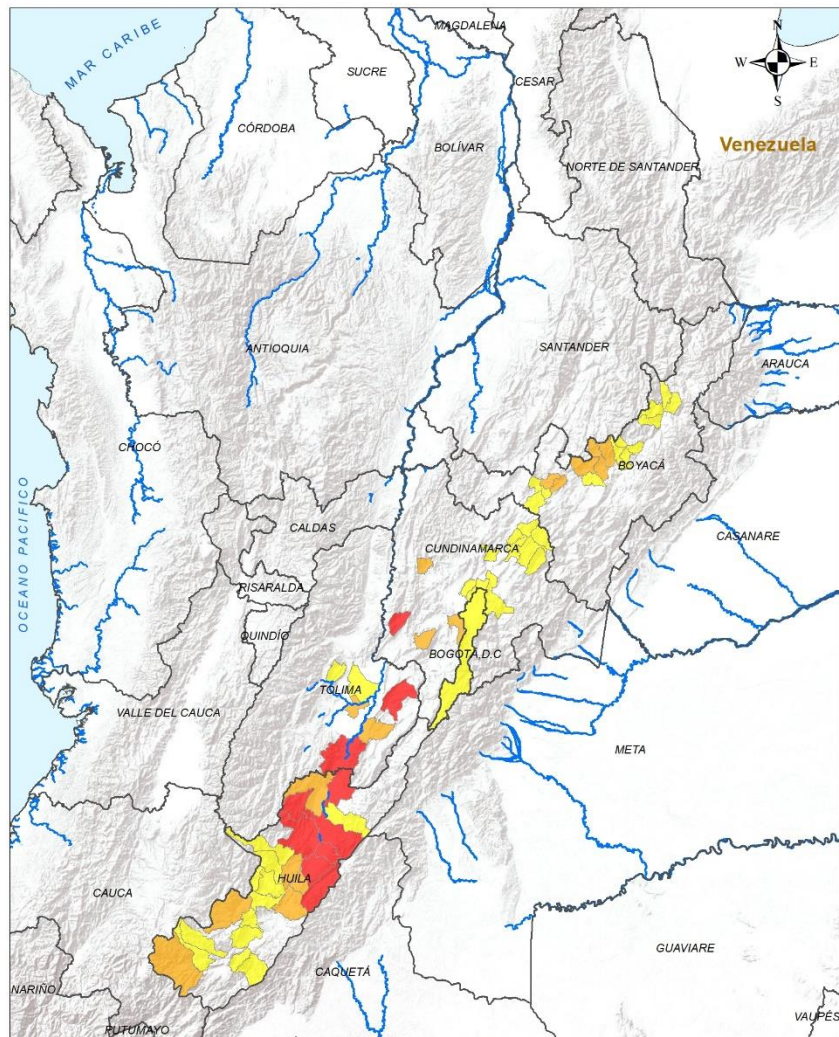 MAGDALENA
N
MAR CARIBE
SUCRE
CESAR
W
E
S
CÓRDOBA
BOLÍVAR
Venezuela
NORTE DE SANTANDER
ANTIOQUIA
SANTANDER
ARAUCA
CHOCÓ
BOYACÁ
OCEANO PACIFICO
CALDAS
CUNDINAMARCA
CASANARE
RISARALDA
QUINDÍO
BOGOTÁ,D.C
TOLIMA
VALLE DEL CAUCA
META
HUILA
CAUCA
GUAVIARE
CAQUETÁ
NARIÑO
VAUPÉS
PUTUMAYO